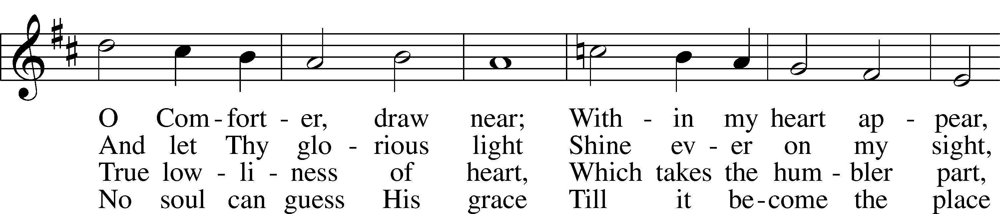 O Com - fort - er, draw near; With - in my heart ap - pear,
And let Thy glo - rious light Shine ev - er on my sight,
True low - li - ness of heart, Which takes the hum - bler part,
No soul can guess His grace Till it be - come the place